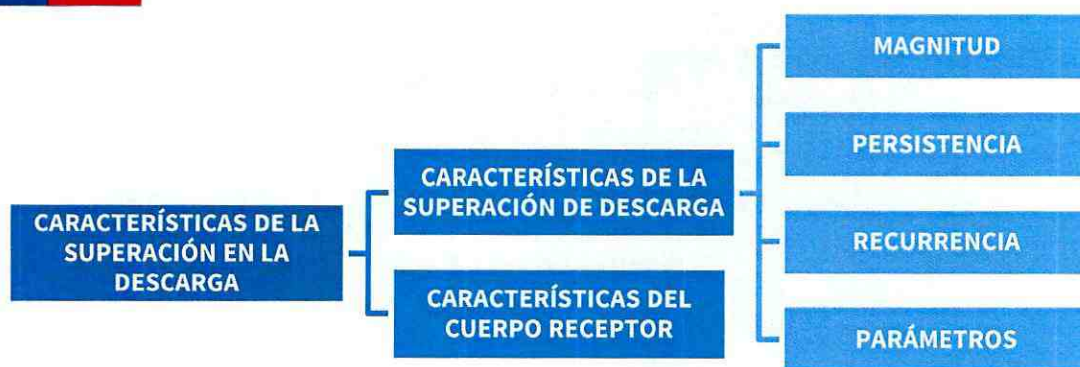 CARACTERÍSTICAS DE LA
SUPERACIÓN EN LA
DESCARGA
CARACTERÍSTICAS DE LA
SUPERACIÓN DE DESCARGA
CARACTERÍSTICAS DEL
CUERPO RECEPTOR
MAGNITUD
PERSISTENCIA
RECURRENCIA
PARÁMETROS